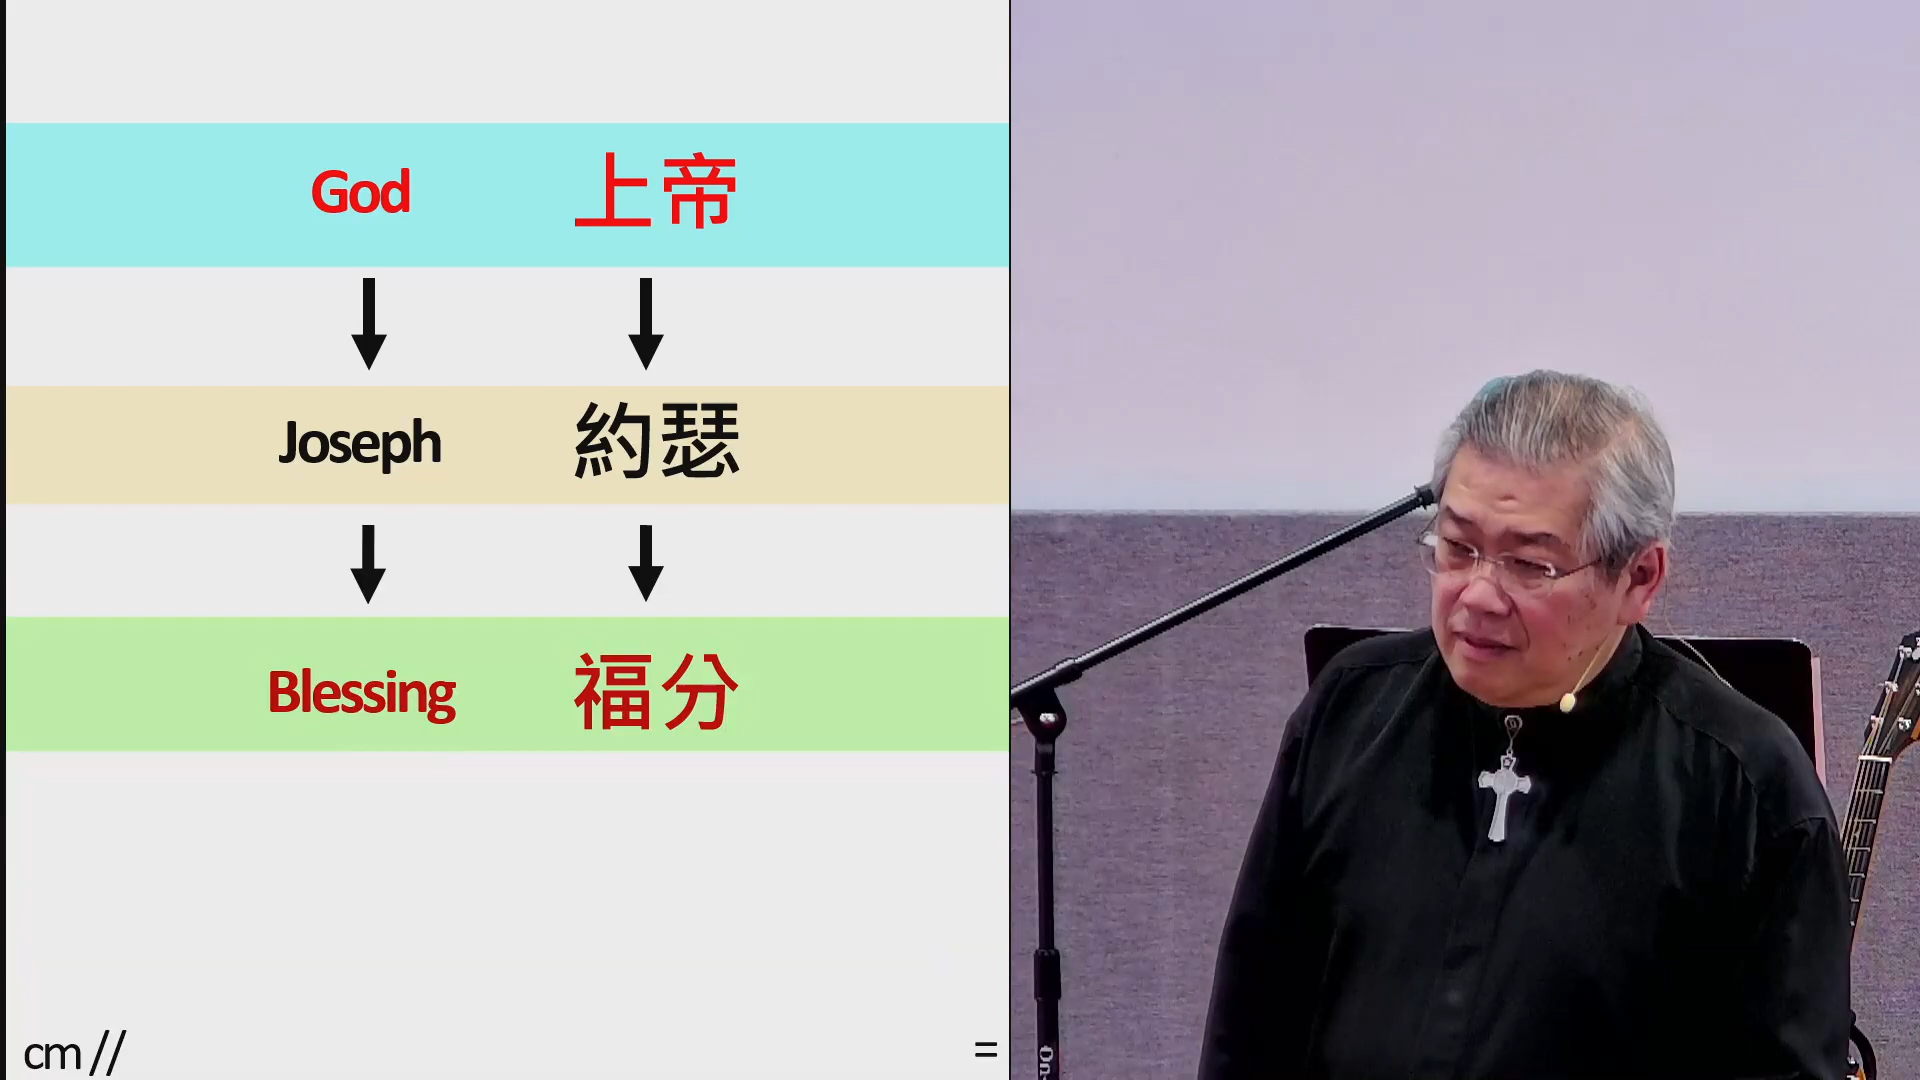 God 上帝
Joseph 約瑟
Blessing 福分
cm // =